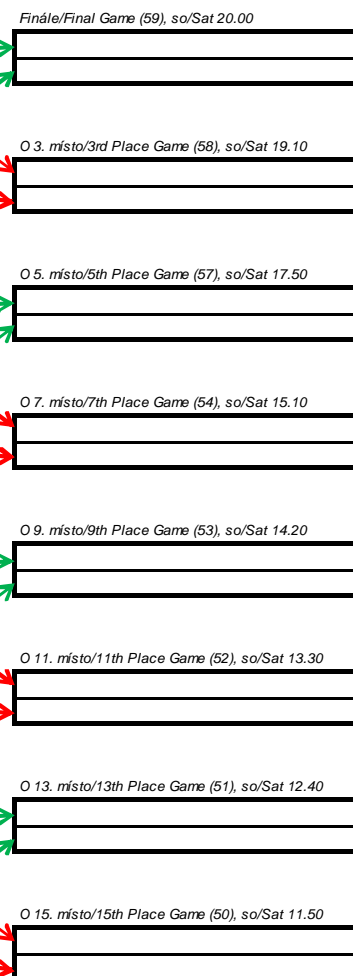 Finále/Final Game (59), so/Sat 20.00
O 3. místo/3rd Place Game (58), so/Sat 19.10
O 5. místo/5th Place Game (57), so/Sat 17.50
O 7. místo/7th Place Game (54), so/Sat 15.10
O 9. místo/9th Place Game (53), so/Sat 14.20
O 11. místo/11th Place Game (52), so/Sat 13.30
O 13. místo/13th Place Game (51), so/Sat 12.40
O 15. místo/15th Place Game (50), so/Sat 11.50